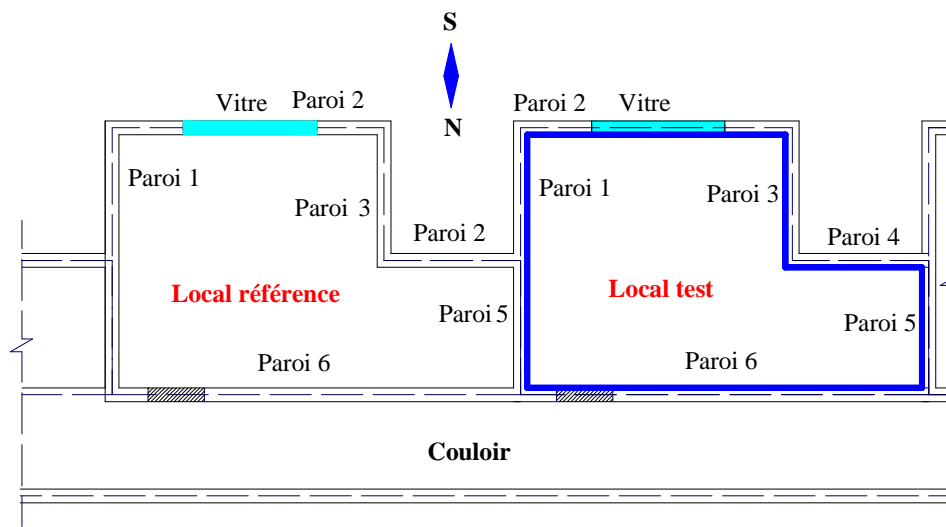 S
N
Vitre
Paroi 2
Paroi 2
Vitre
Paroi 1
Paroi 3
Paroi 2
Paroi 1
Paroi 3
Paroi 4
Local référence
Local test
Paroi 5
Paroi 5
Paroi 6
Paroi 6
Couloir